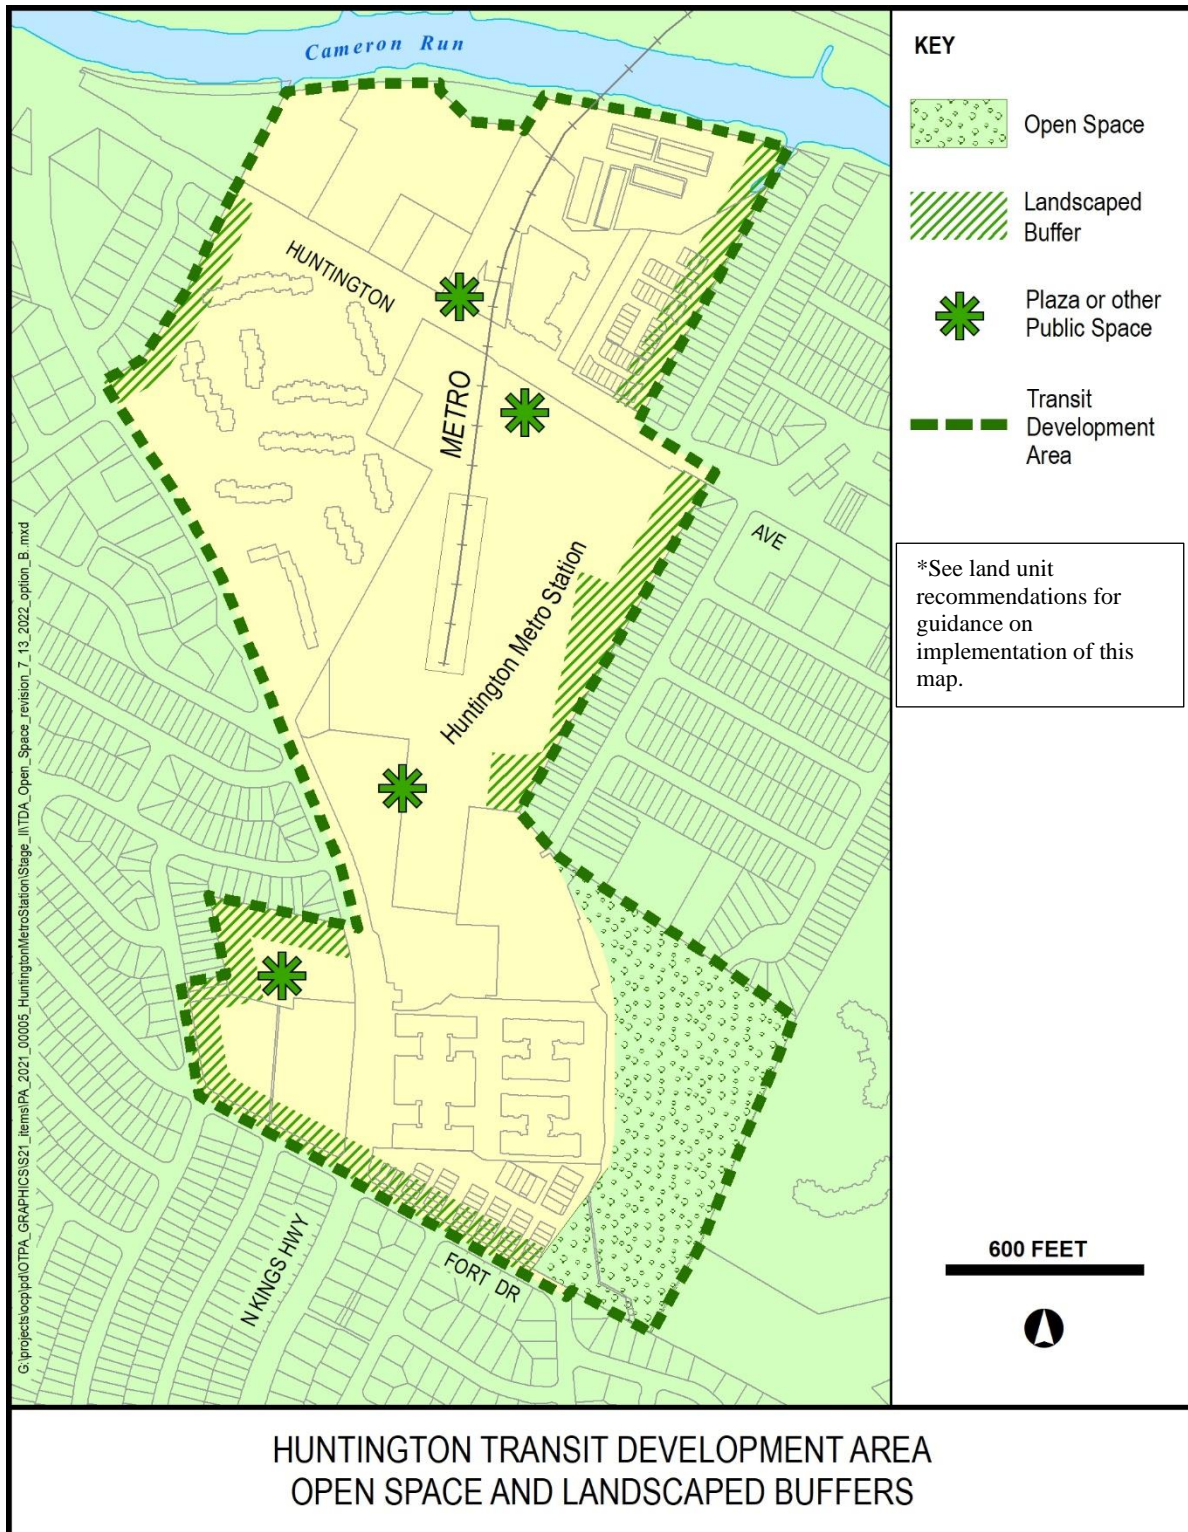 Cameron Run
HUNTINGTON
METRO
Huntington Metro Station
AVE
N KINGS HWY
FORT DR
G:\projects\ocp\pd\OTPA_GRAPHICS\S21_items\PA_2021_00005_HuntingtonMetroStation\Stage_II\TDA_Open_Space_revision_7_13_2022_option_B.mxd
KEY
Open Space
Landscaped
Buffer
Plaza or other
Public Space
Transit
Development
Area
*See land unit
recommendations for
guidance on
implementation of this
map.
600 FEET
HUNTINGTON TRANSIT DEVELOPMENT AREA
OPEN SPACE AND LANDSCAPED BUFFERS